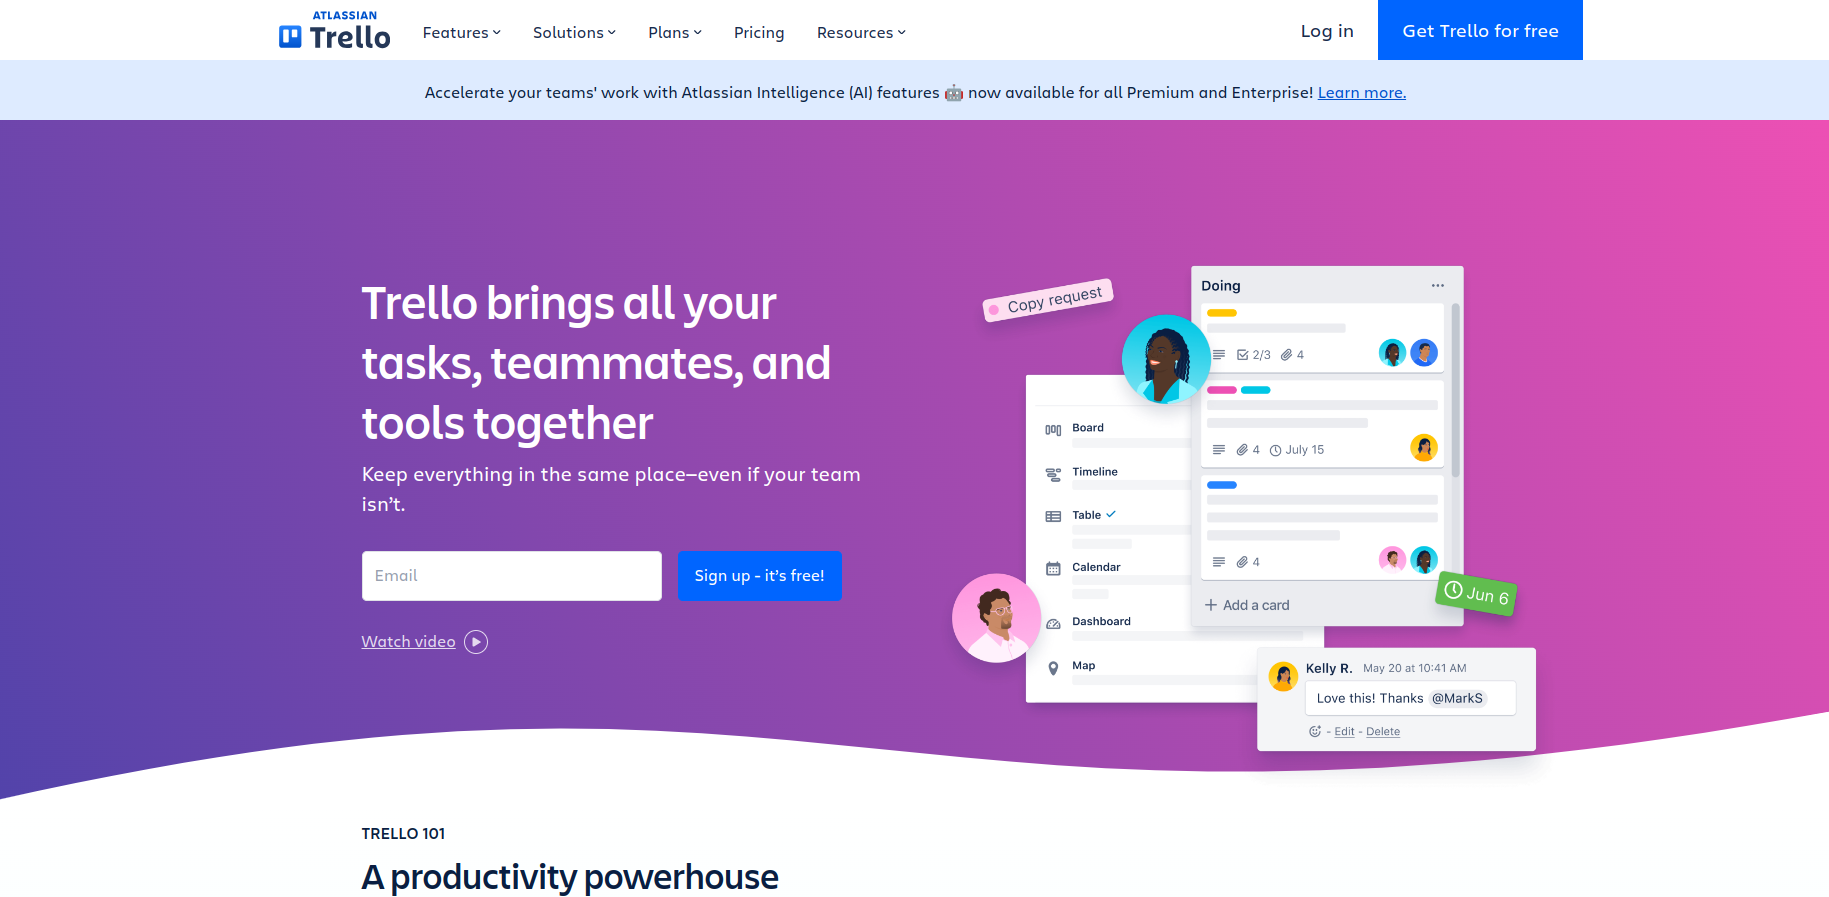 ATLASSIAN
Trello
Features
Solutions
Plans
Pricing
Resources
Log in
Get Trello for free
Accelerate your teams' work with Atlassian Intelligence (AI) features 🤖 now available for all Premium and Enterprise! Learn more.
Trello brings all your
tasks, teammates, and
tools together
Keep everything in the same place—even if your team
isn’t.
Email
Sign up - it’s free!
Watch video
Copy request
Doing
2/3
4
4
July 15
4
Add a card
Board
Timeline
Table
Calendar
Dashboard
Map
Jun 6
Kelly R. May 20 at 10:41 AM
Love this! Thanks @MarkS
- Edit - Delete
TRELLO 101
A productivity powerhouse